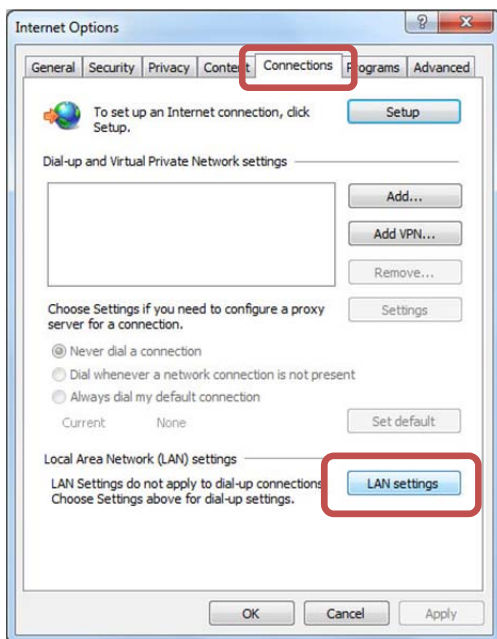 Internet Options
General Security Privacy Content Connections Programs Advanced
To set up an Internet connection, click
Setup.
Setup
Dial-up and Virtual Private Network settings
Add...
Add VPN...
Remove...
Choose Settings if you need to configure a proxy
server for a connection.
Settings
Never dial a connection
Dial whenever a network connection is not present
Always dial my default connection
Current None
Set default
Local Area Network (LAN) settings
LAN Settings do not apply to dial-up connections
Choose Settings above for dial-up settings.
LAN settings
OK Cancel Apply